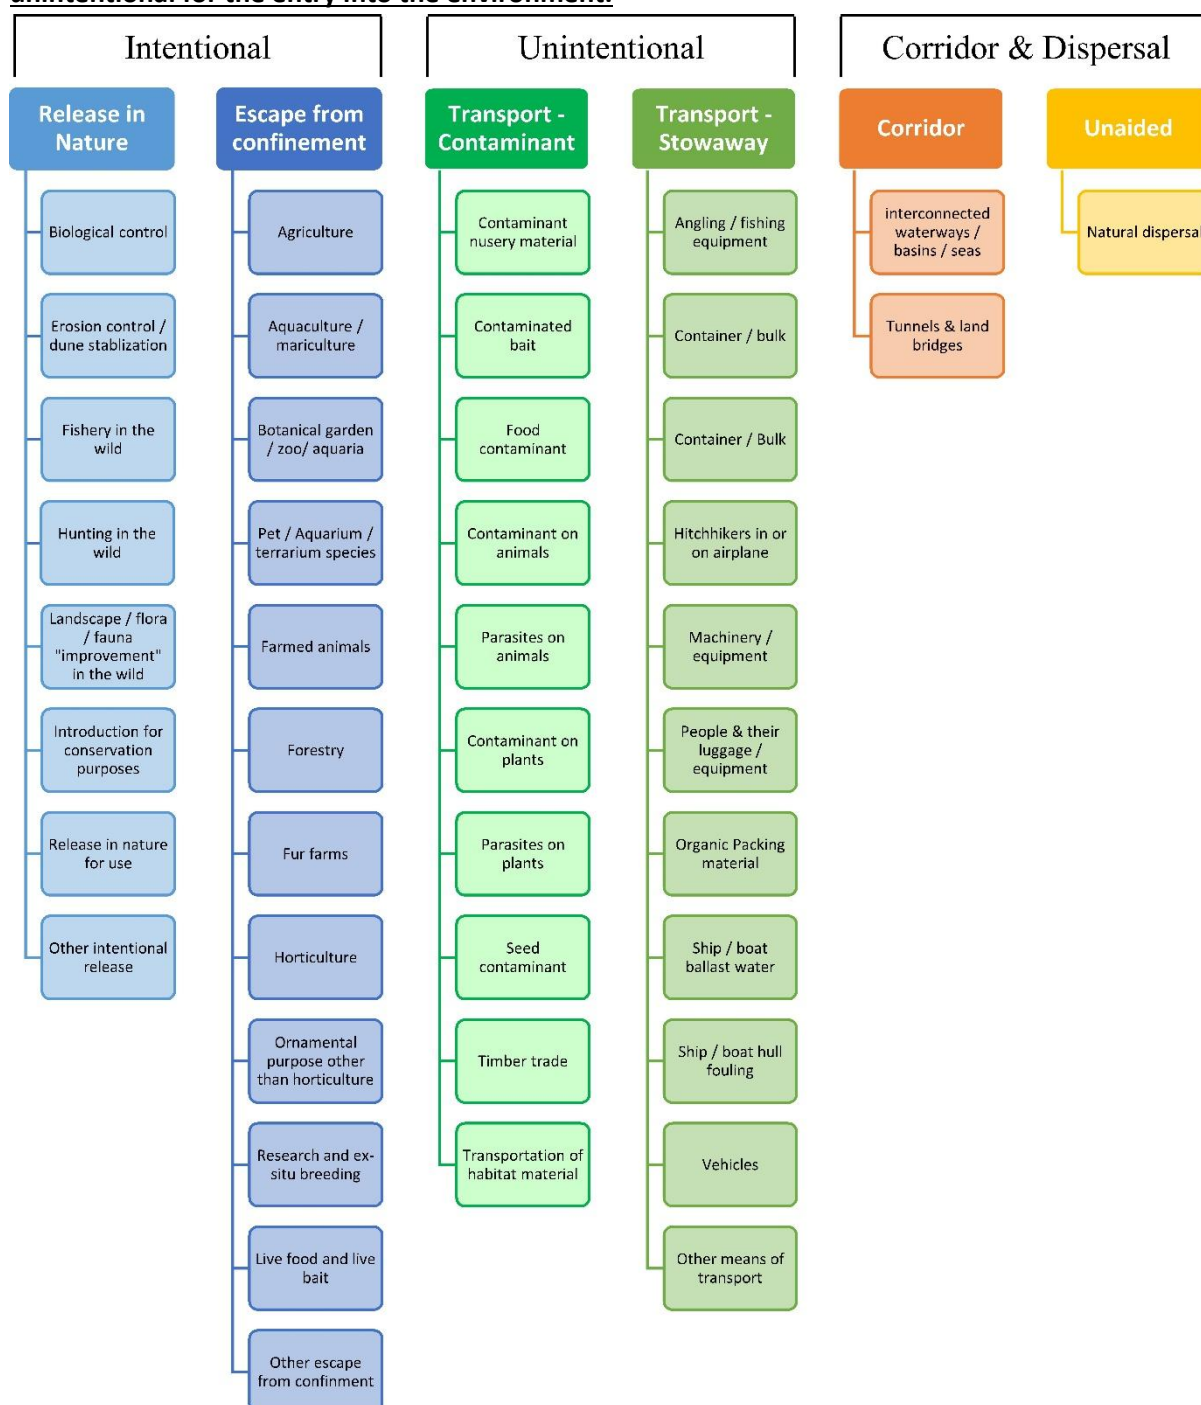 unintentional for the entry into the environment.
Intentional
Unintentional
Corridor & Dispersal
Release in
Nature
Biological control
Erosion control /
dune stablization
Fishery in the
wild
Hunting in the
wild
Landscape / flora
/ fauna
"improvement"
in the wild
Introduction for
conservation
purposes
Release in nature
for use
Other intentional
release
Escape from
confinement
Agriculture
Aquaculture /
mariculture
Botanical garden
/ zoo/ aquaria
Pet / Aquarium /
terrarium species
Farmed animals
Forestry
Fur farms
Horticulture
Ornamental
purpose other
than horticulture
Research and ex-
situ breeding
Live food and live
bait
Other escape
from confinment
Transport -
Contaminant
Contaminant
nusery material
Contaminated
bait
Food
contaminant
Contaminant on
animals
Parasites on
animals
Contaminant on
plants
Parasites on
plants
Seed
contaminant
Timber trade
Transportation of
habitat material
Transport -
Stowaway
Angling / fishing
equipment
Container / bulk
Container / Bulk
Hitchhikers in or
on airplane
Machinery /
equipment
People & their
luggage /
equipment
Organic Packing
material
Ship / boat
ballast water
Ship / boat hull
fouling
Vehicles
Other means of
transport
Corridor
interconnected
waterways /
basins / seas
Tunnels & land
bridges
Unaided
Natural dispersal